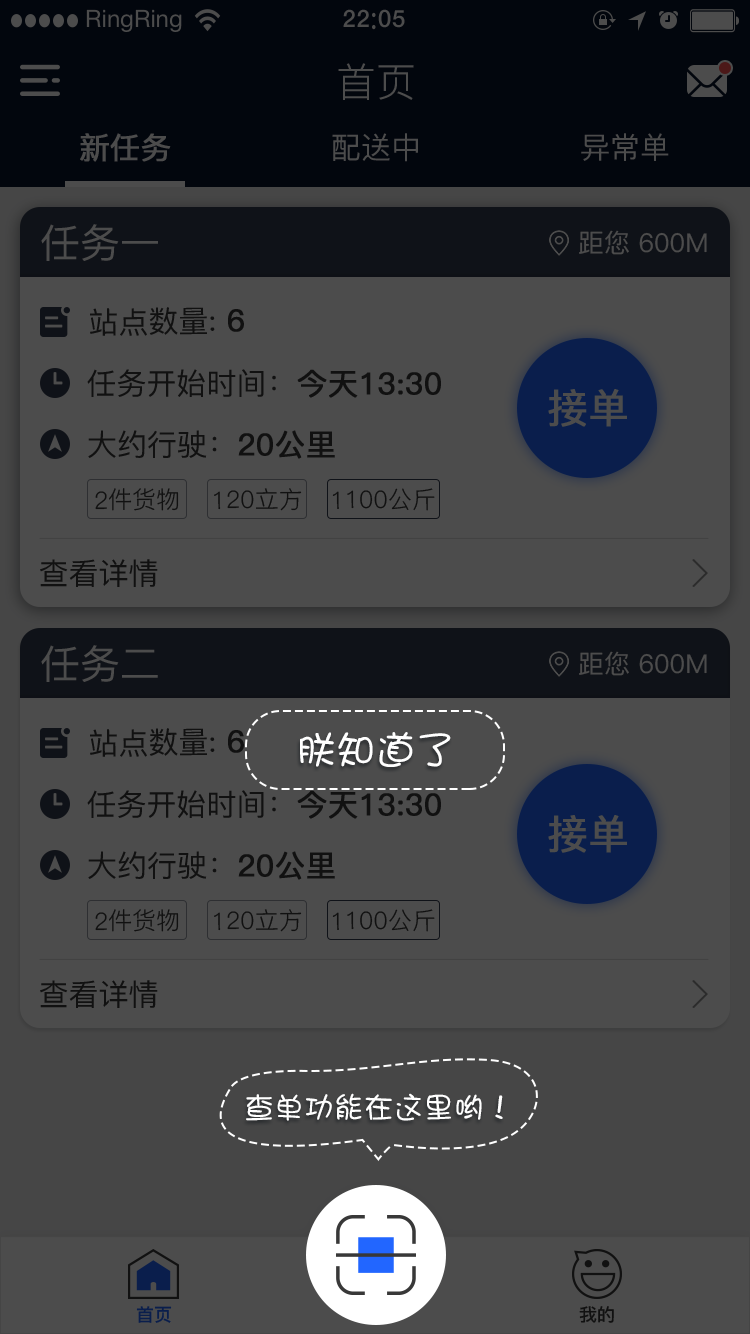 RingRing 22:05
首页
新任务 配送中 异常单
任务一 距您 600M
站点数量: 6
任务开始时间: 今天13:30
接单
大约行驶: 20公里
2件货物 120立方 1100公斤
查看详情
任务二 距您 600M
站点数量: 6
朕知道了
任务开始时间: 今天13:30
接单
大约行驶: 20公里
2件货物 120立方 1100公斤
查看详情
查单功能在这里哟！
首页 我的